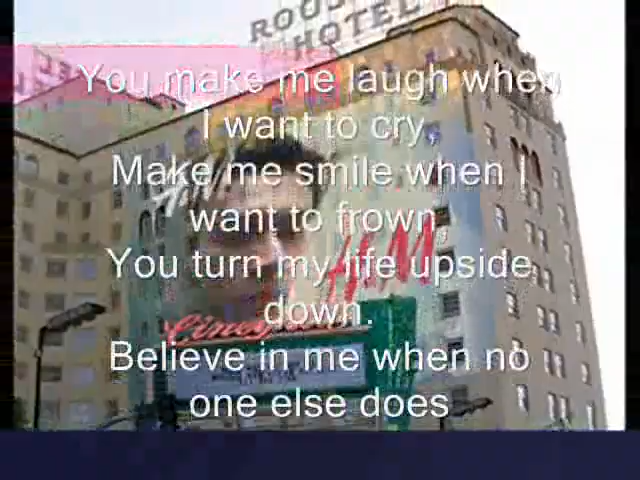 HOTEL
You make me laugh when
I want to cry,
Make me smile when I
want to frown
You turn my life upside
down.
Believe in me when no
one else does
H&M